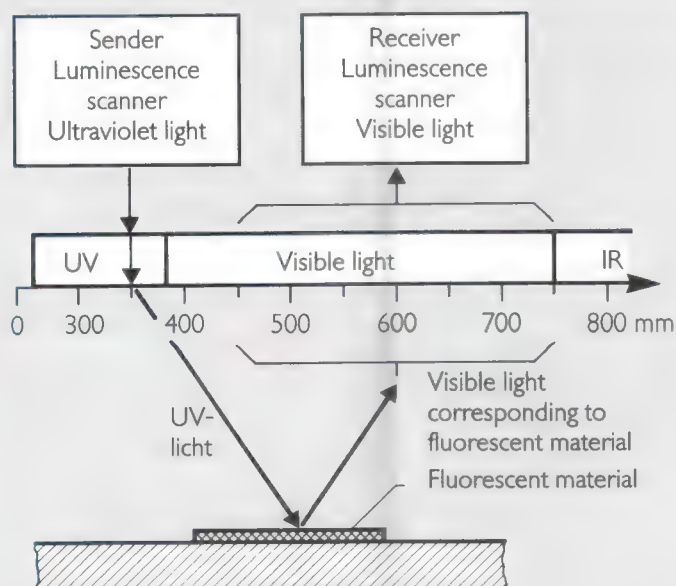 Sender
Luminescence
scanner
Ultraviolet light
Receiver
Luminescence
scanner
Visible light
UV
Visible light
IR
0 300 400 500 600 700 800 mm
UV-
licht
Visible light
corresponding to
fluorescent material
Fluorescent material